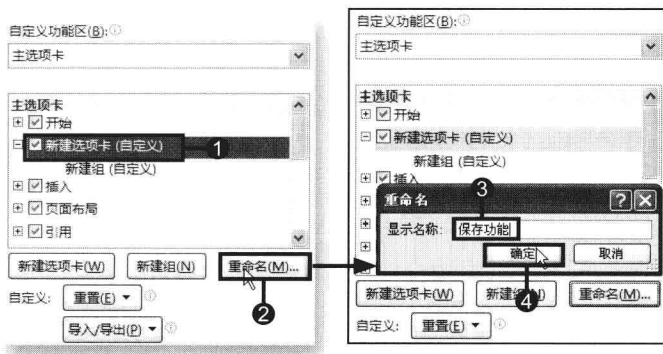 自定义功能区(B):
主选项卡
主选项卡
开始
新建选项卡 (自定义)
1
新建组 (自定义)
插入
页面布局
引用
新建选项卡(W) 新建组(N) 重命名(M)...
2
自定义: 重置(E)
导入/导出(P)
自定义功能区(B):
主选项卡
主选项卡
开始
新建选项卡 (自定义)
新建组 (自定义)
插入
3
重命名
显示名称: 保存功能
确定 取消
4
新建选项卡(W) 新建组(N) 重命名(M)...
自定义: 重置(E)